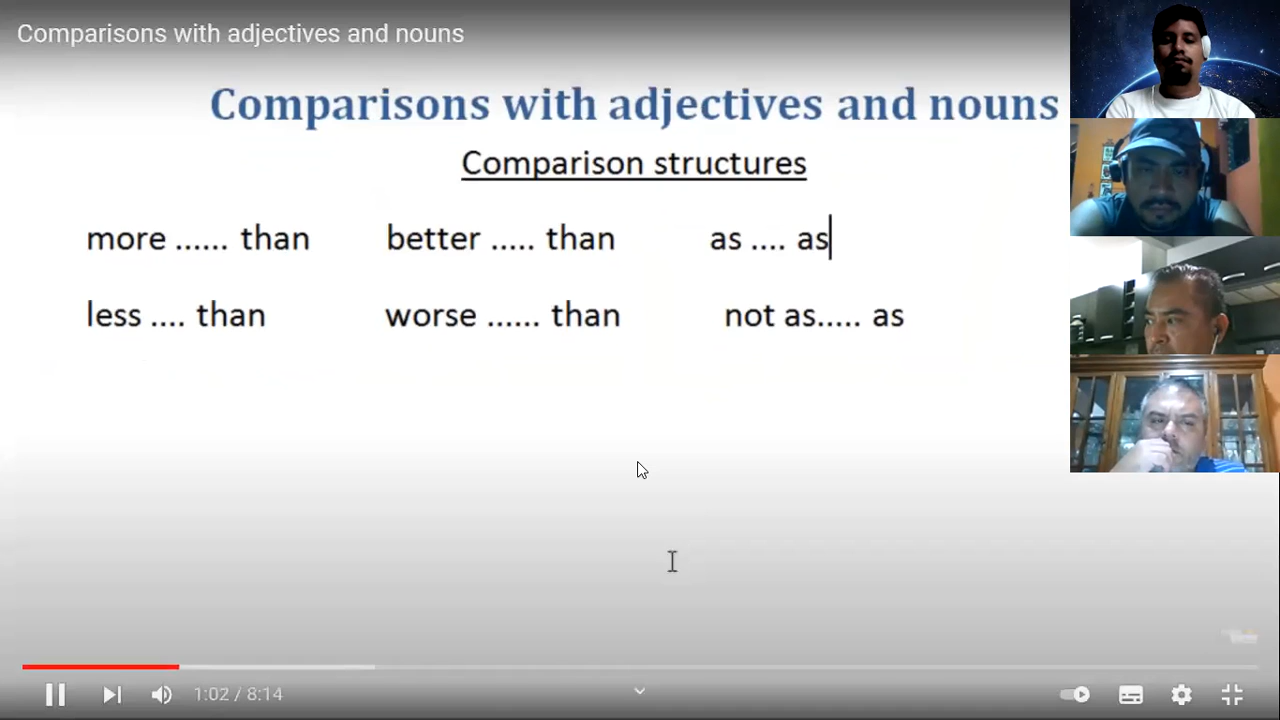 Comparisons with adjectives and nouns
Comparisons with adjectives and nouns
Comparison structures
more ...... than better ..... than as .... as
less .... than worse ...... than not as..... as
1:02 / 8:14